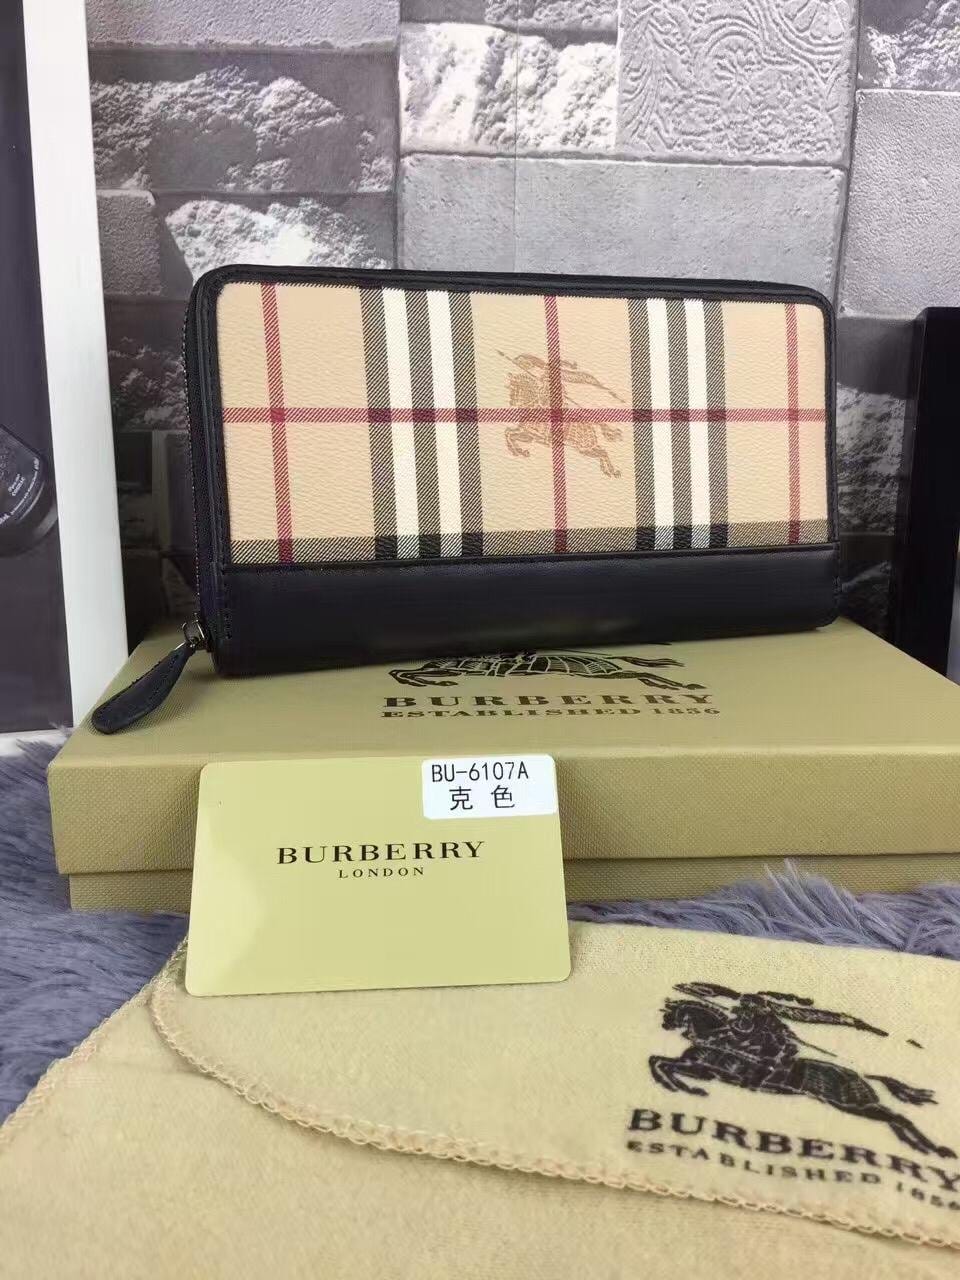 BURBERRY
ESTABLISHED 1856
BU-6107A
克色
BURBERRY
LONDON
BURBERRY
ESTABLISHED 1856